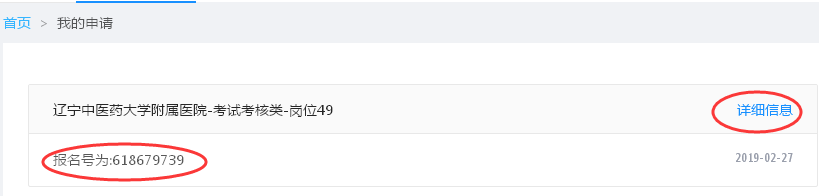 首页 > 我的申请
辽宁中医药大学附属医院-考试考核类-岗位49
详细信息
报名号为:618679739
2019-02-27